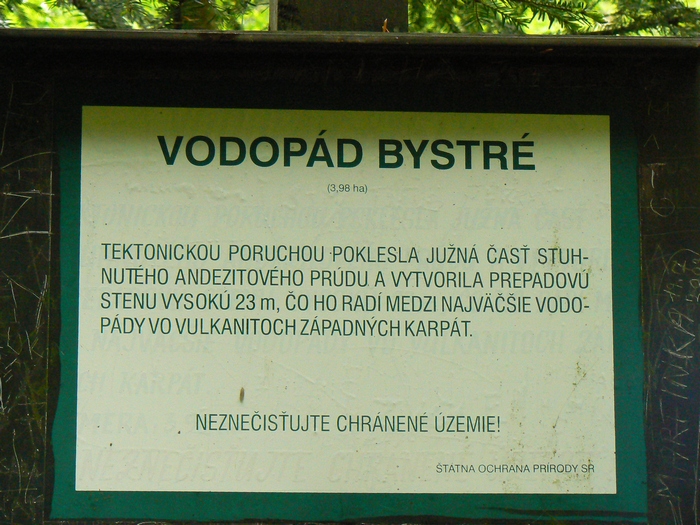 VODOPÁD BYSTRÉ
(3,98 ha)
TEKTONICKOU PORUCHOU POKLESLA JUŽNÁ ČASŤ STUH-
NUTÉHO ANDEZITOVÉHO PRÚDU A VYTVORILA PREPADOVÚ
STENU VYSOKÚ 23 m, ČO HO RADÍ MEDZI NAJVÄČŠIE VODO-
PÁDY VO VULKANITOCH ZÁPADNÝCH KARPÁT.
NEZNEČISŤUJTE CHRÁNENÉ ÚZEMIE!
ŠTATNA OCHRANA PRÍRODY SR